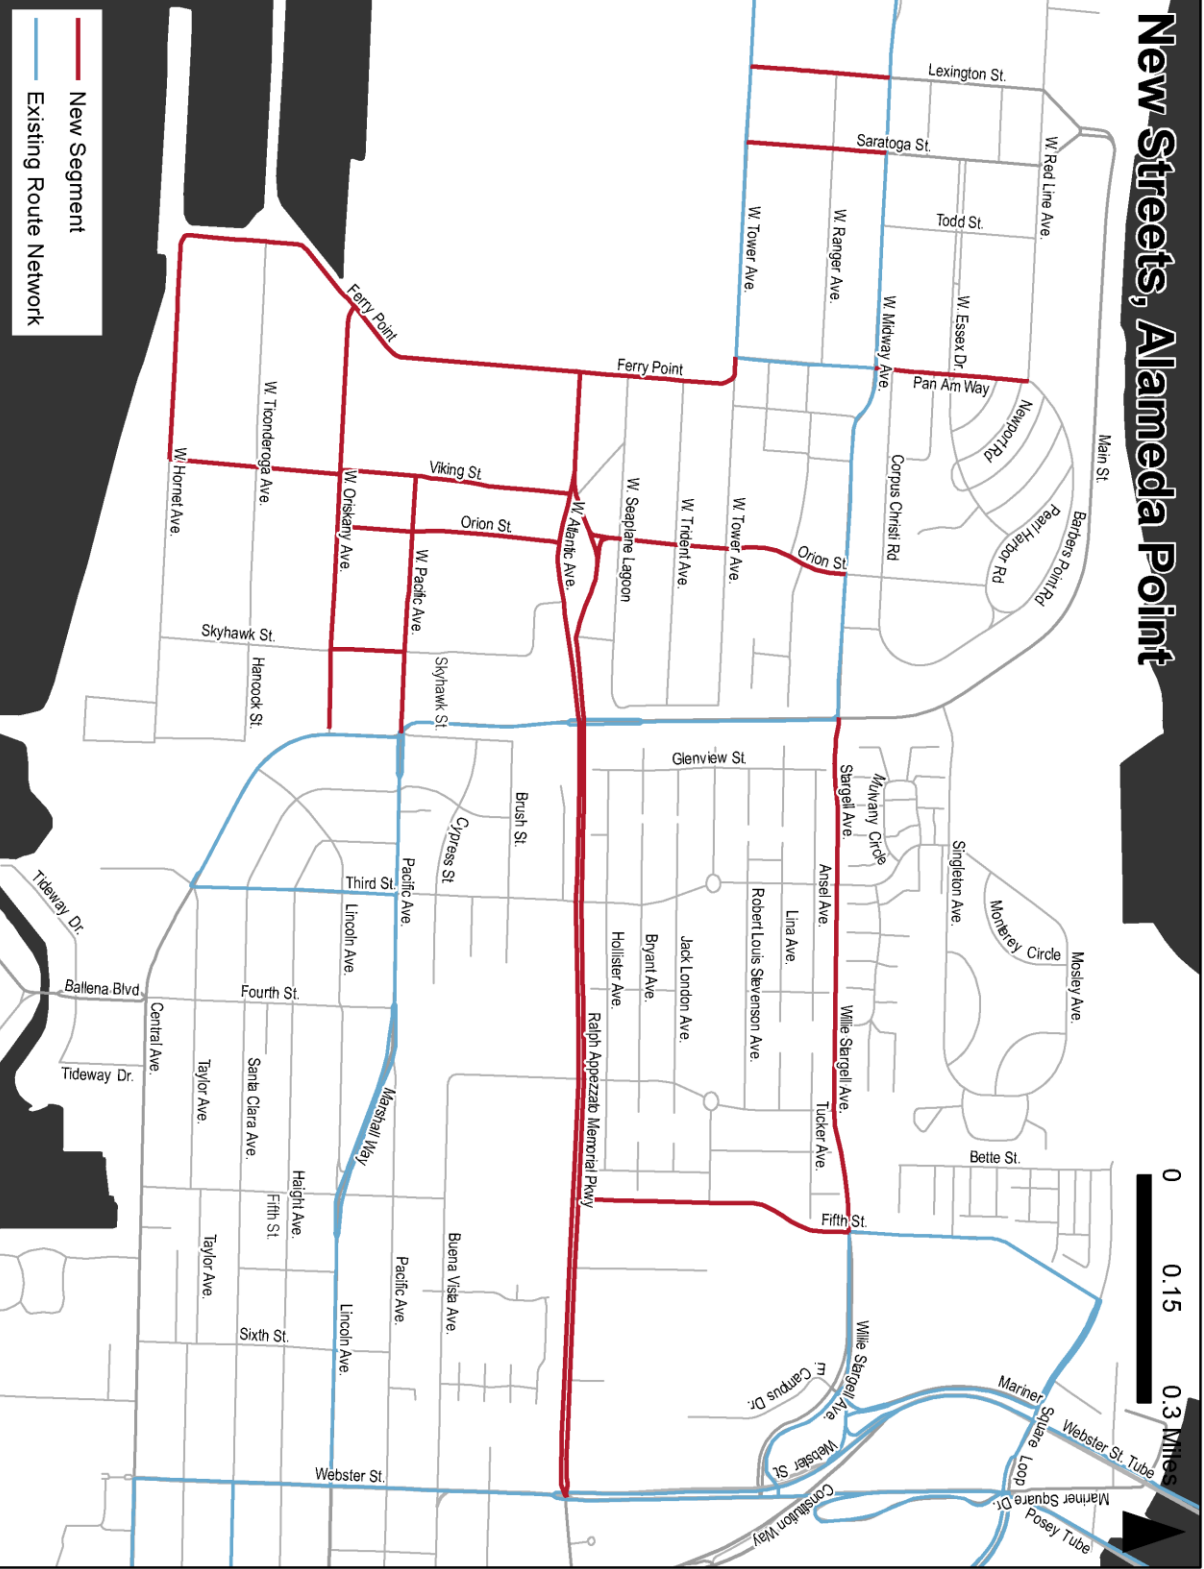 New Streets, Alameda Point
0 0.15 0.3 Miles
New Segment
Existing Route Network
Lexington St.
Saratoga St.
W. Red Line Ave.
Todd St.
W. Tower Ave.
W. Ranger Ave.
W. Midway Ave.
W. Essex Dr.
Pan Am Way
Newport Rd
Main St.
Ferry Point
Ferry Point
W. Ticonderoga Ave.
W. Hornet Ave.
Viking St.
W. Oriskany Ave.
Orion St.
W. Pacific Ave.
W. Atlantic Ave.
W. Seaplane Lagoon
W. Trident Ave.
W. Tower Ave.
Orion St.
Corpus Christi Rd
Pearl Harbor Rd
Barbers Point Rd
Skyhawk St.
Hancock St.
Skyhawk St.
Glenview St.
Stargell Ave.
Mulvany Circle
Singleton Ave.
Brush St.
Cypress St
Third St.
Pacific Ave.
Lincoln Ave.
Ansel Ave.
Lina Ave.
Robert Louis Stevenson Ave.
Jack London Ave.
Bryant Ave.
Hollister Ave.
Monterey Circle
Mosley Ave.
Tideway Dr.
Ballena Blvd.
Fourth St.
Central Ave.
Tideway Dr.
Taylor Ave.
Santa Clara Ave.
Marshall Way
Ralph Appezzato Memorial Pkwy
Willie Stargell Ave.
Tucker Ave.
Bette St.
Haight Ave.
Fifth St.
Fifth St.
Taylor Ave.
Pacific Ave.
Buena Vista Ave.
Sixth St.
Lincoln Ave.
Willie Stargell Ave.
E. Campus Dr.
Webster St
Mariner Square Loop
Webster St. Tube
Mariner Square Dr.
Posey Tube
Constitution Way
Webster St.